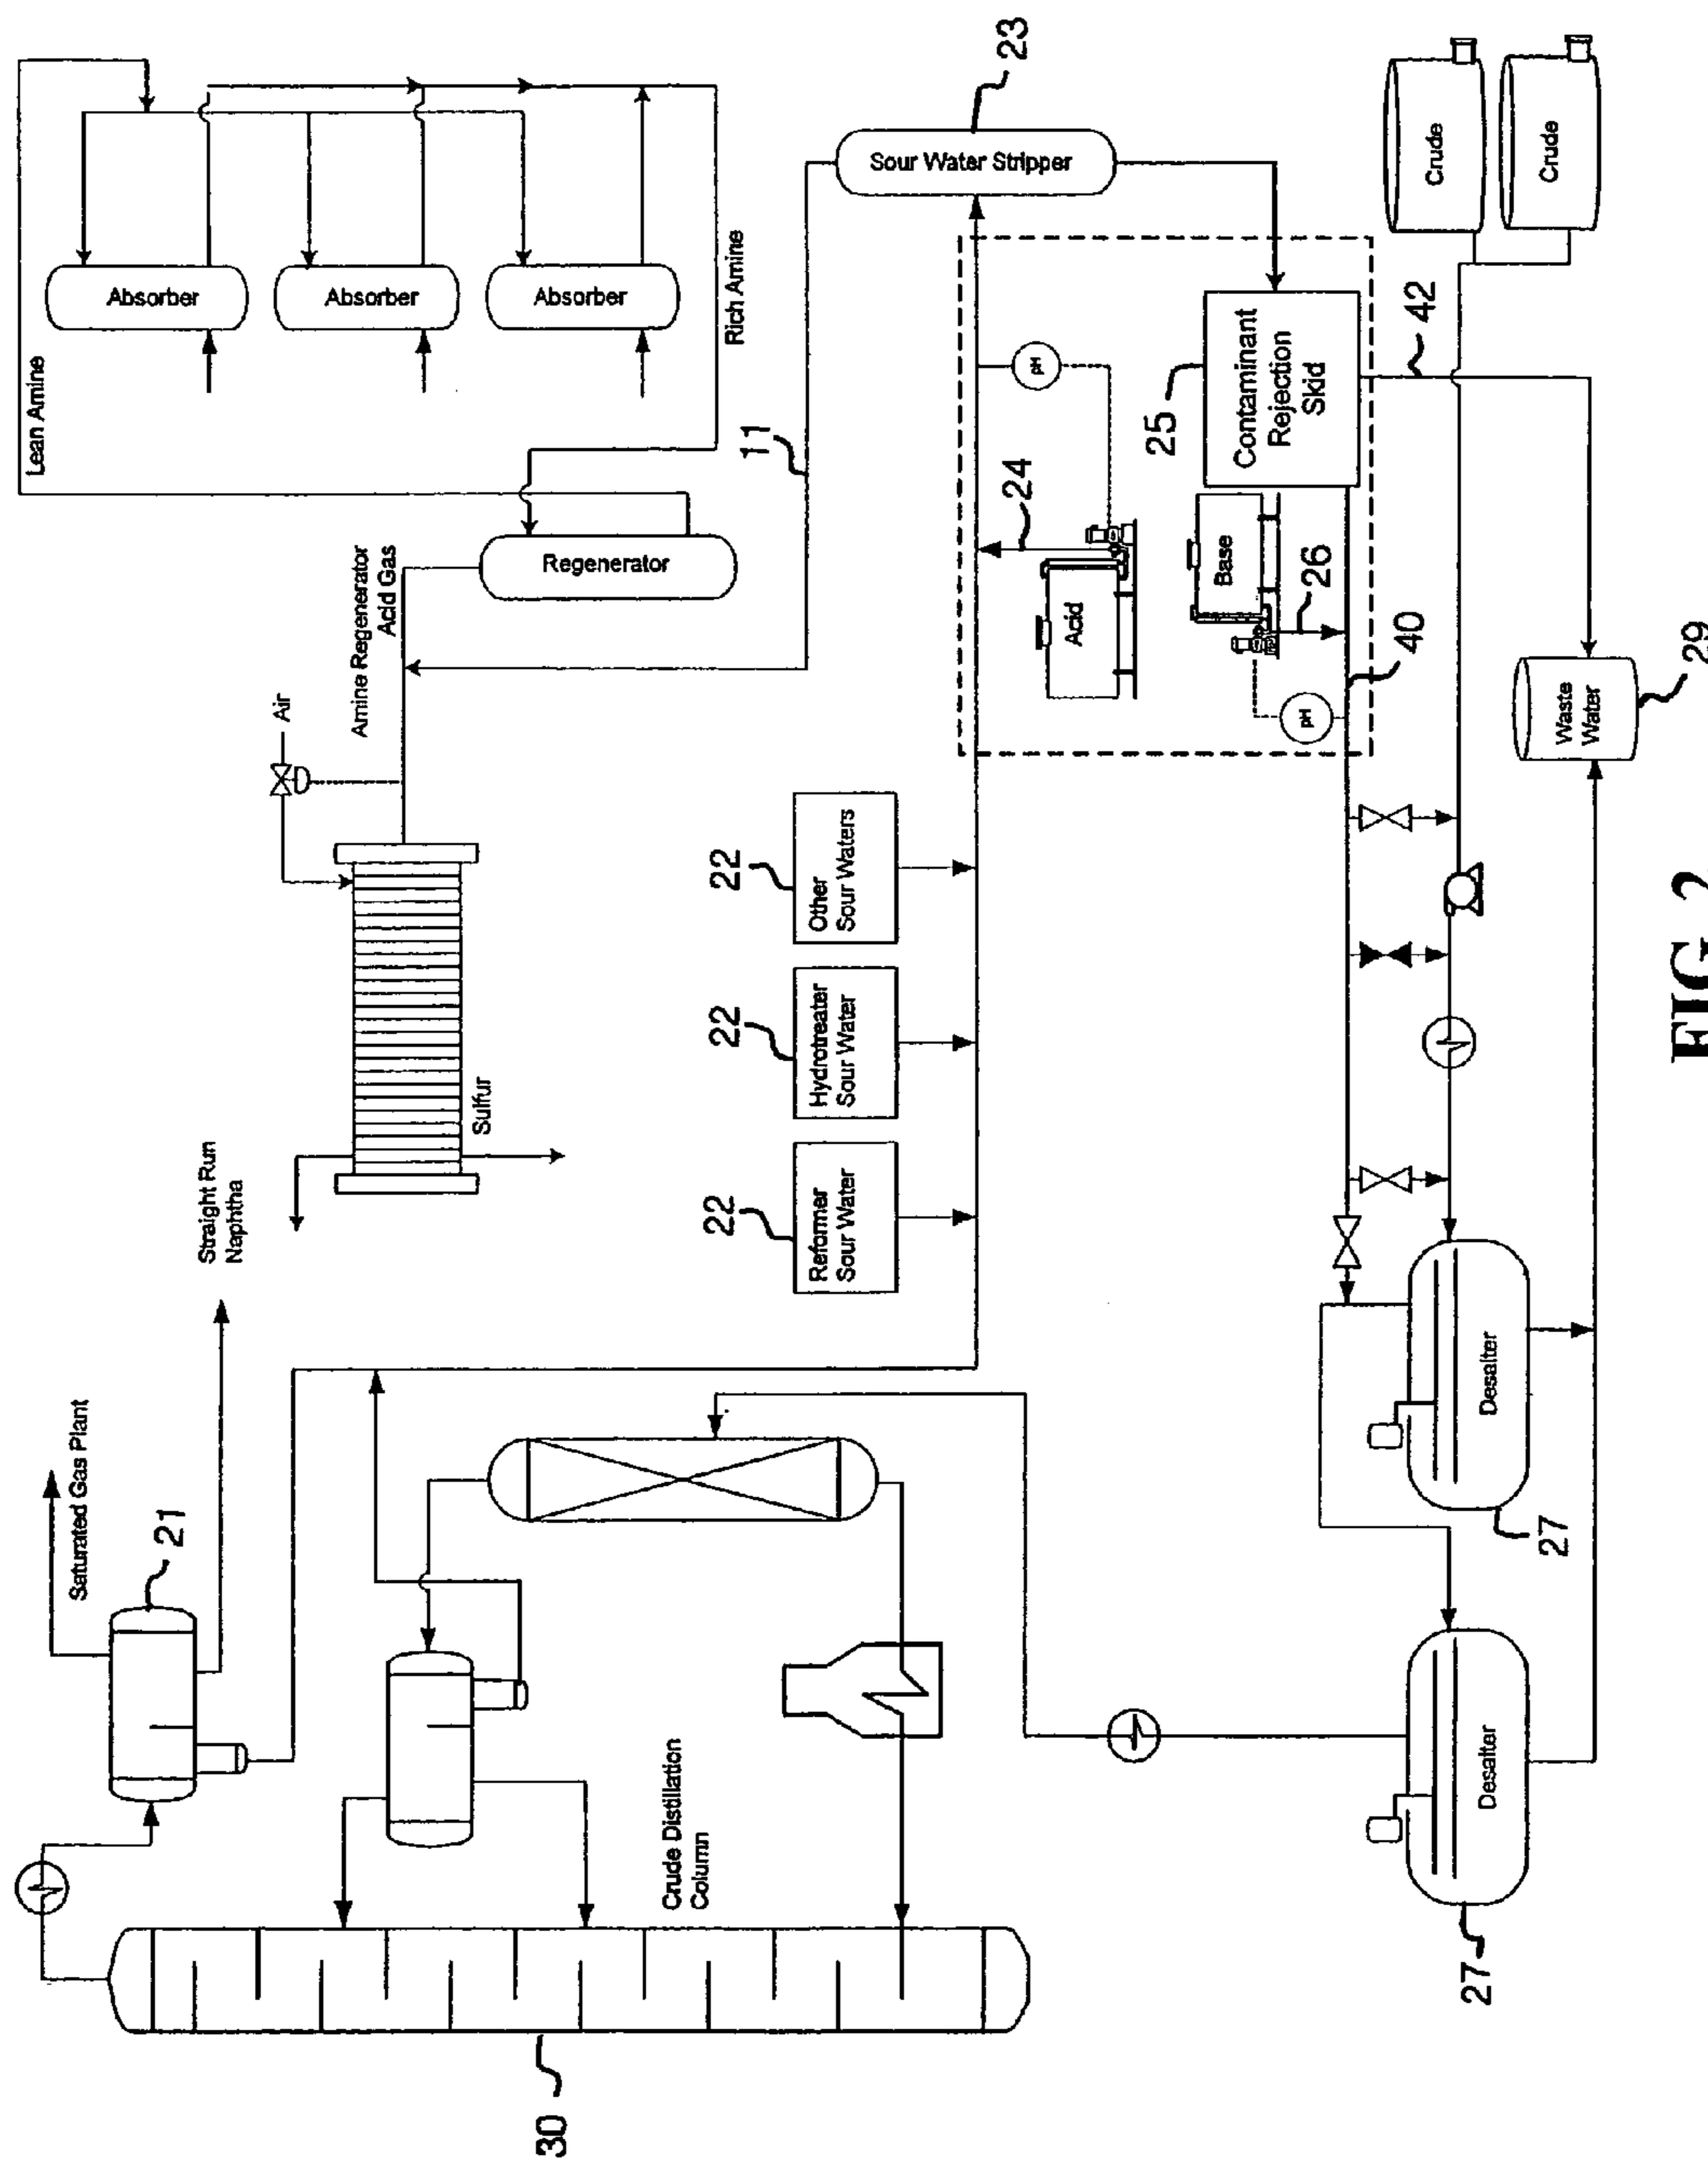 30
Crude Distillation
Column
21
Saturated Gas Plant
Straight Run
Naphtha
Sulfur
Air
Amine Regenerator
Acid Gas
Regenerator
Lean Amine
Rich Amine
Absorber
Absorber
Absorber
22
Reformer
Sour Water
22
Hydrotreater
Sour Water
22
Other
Sour Waters
11
Sour Water Stripper
23
24
pH
Acid
25
Contaminant
Rejection
Skid
Base
26
pH
40
42
Crude
Crude
Desalter
27
Desalter
27
Waste
Water
29
FIG. 2